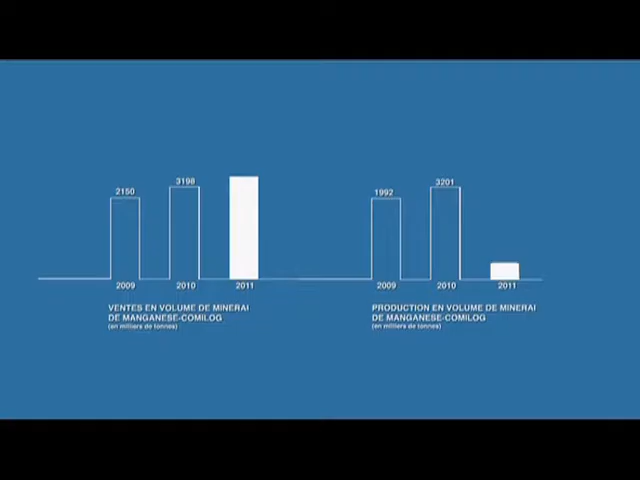 2150
3198
2009
2010
2011
VENTES EN VOLUME DE MINERAI
DE MANGANESE-COMILOG
(en milliers de tonnes)
1992
3201
2009
2010
2011
PRODUCTION EN VOLUME DE MINERAI
DE MANGANESE-COMILOG
(en milliers de tonnes)